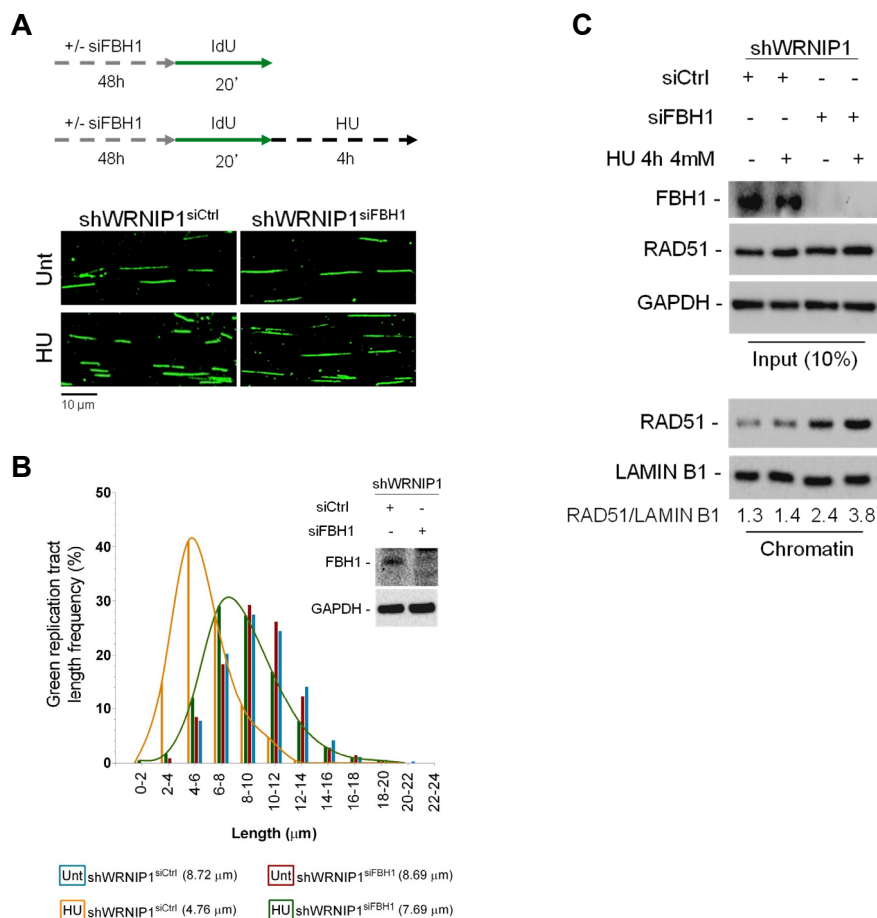 A
+/- siFBH1 IdU
48h 20'
+/- siFBH1 IdU HU
48h 20' 4h
shWRNIP1siCtrl shWRNIP1siFBH1
Unt
HU
10 µm
B
Green replication tract
length frequency (%)
50
40
30
20
10
0
0-2 2-4 4-6 6-8 8-10 10-12 12-14 14-16 16-18 18-20 20-22 22-24
Length (µm)
shWRNIP1
siCtrl + -
siFBH1 - +
FBH1 -
GAPDH -
Unt shWRNIP1siCtrl (8.72 µm) Unt shWRNIP1siFBH1 (8.69 µm)
HU shWRNIP1siCtrl (4.76 µm) HU shWRNIP1siFBH1 (7.69 µm)
C
shWRNIP1
siCtrl + + - -
siFBH1 - - + +
HU 4h 4mM - + - +
FBH1 -
RAD51 -
GAPDH -
Input (10%)
RAD51 -
LAMIN B1 -
RAD51/LAMIN B1 1.3 1.4 2.4 3.8
Chromatin